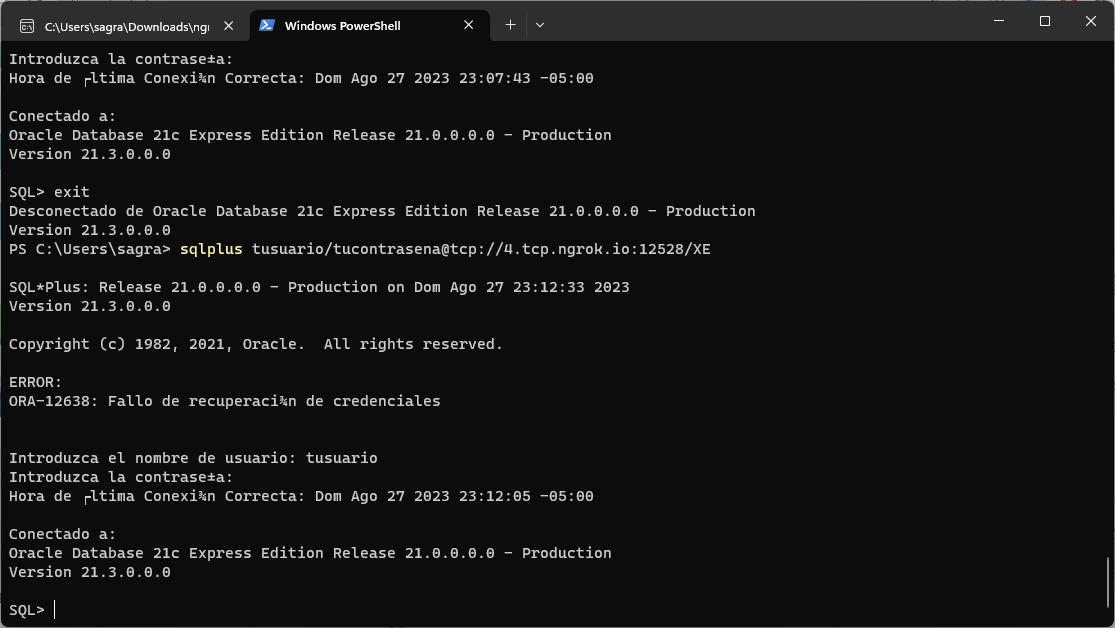 C:\Users\sagra\Downloads\ngr
Windows PowerShell
Introduzca la contrase±a:
Hora de ┌ltima Conexi¾n Correcta: Dom Ago 27 2023 23:07:43 -05:00
Conectado a:
Oracle Database 21c Express Edition Release 21.0.0.0.0 - Production
Version 21.3.0.0.0
SQL> exit
Desconectado de Oracle Database 21c Express Edition Release 21.0.0.0.0 - Production
Version 21.3.0.0.0
PS C:\Users\sagra> sqlplus tusuario/tucontrasena@tcp://4.tcp.ngrok.io:12528/XE
SQL*Plus: Release 21.0.0.0.0 - Production on Dom Ago 27 23:12:33 2023
Version 21.3.0.0.0
Copyright (c) 1982, 2021, Oracle.  All rights reserved.
ERROR:
ORA-12638: Fallo de recuperaci¾n de credenciales
Introduzca el nombre de usuario: tusuario
Introduzca la contrase±a:
Hora de ┌ltima Conexi¾n Correcta: Dom Ago 27 2023 23:12:05 -05:00
Conectado a:
Oracle Database 21c Express Edition Release 21.0.0.0.0 - Production
Version 21.3.0.0.0
SQL>